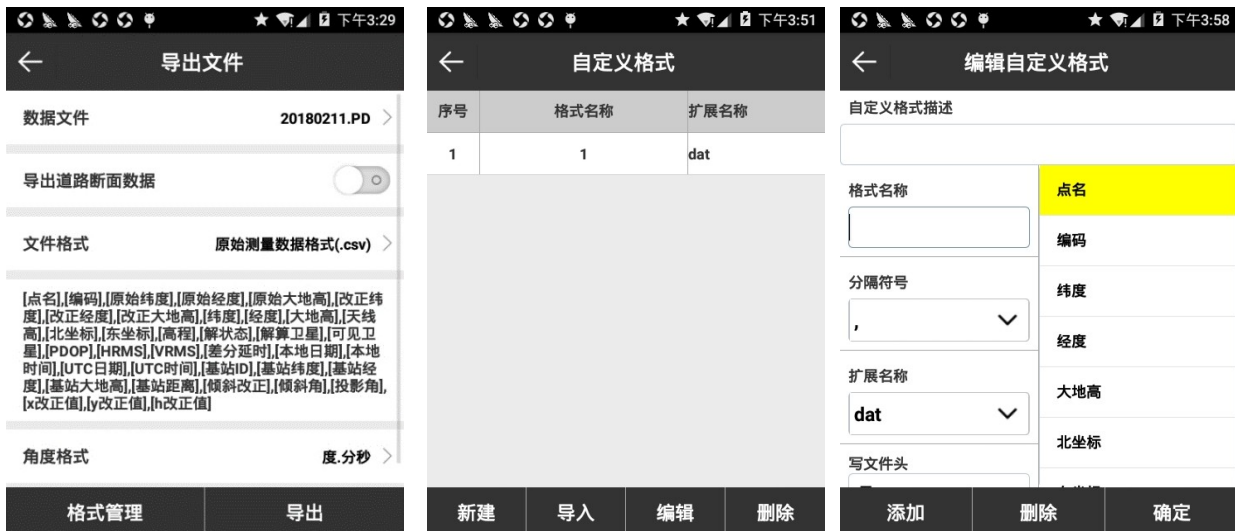 下午3:29
导出文件
数据文件
20180211.PD
导出道路断面数据
文件格式
原始测量数据格式(.csv)
[点名],[编码],[原始纬度],[原始经度],[原始大地高],[改正纬
度],[改正经度],[改正大地高],[纬度],[经度],[大地高],[天线
高],[北坐标],[东坐标],[高程],[解状态],[解算卫星],[可见卫
星],[PDOP],[HRMS],[VRMS],[差分延时],[本地日期],[本地
时间],[UTC日期],[UTC时间],[基站ID],[基站纬度],[基站经
度],[基站大地高],[基站距离],[倾斜改正],[倾斜角],[投影角],
[x改正值],[y改正值],[h改正值]
角度格式
度.分秒
格式管理
导出
下午3:51
自定义格式
序号
格式名称
扩展名称
1
1
dat
新建
导入
编辑
删除
下午3:58
编辑自定义格式
自定义格式描述
格式名称
分隔符号
,
扩展名称
dat
写文件头
点名
编码
纬度
经度
大地高
北坐标
添加
删除
确定